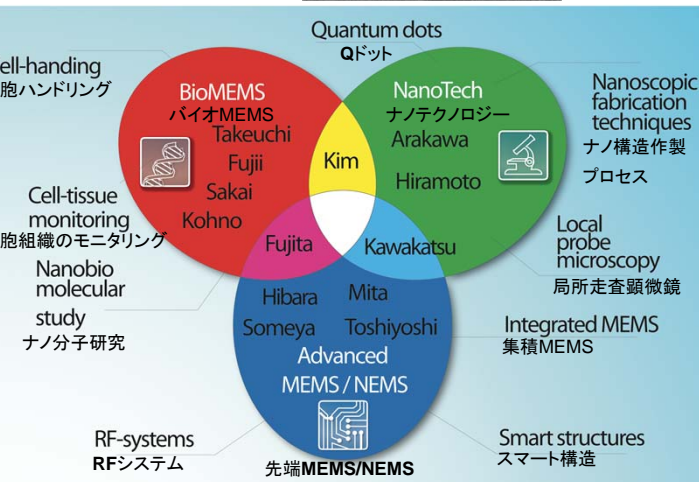 Quantum dots
Qドット
ell-handing
胞ハンドリング
BioMEMS
バイオMEMS
Takeuchi
Fujii
Sakai
Kohno
NanoTech
ナノテクノロジー
Arakawa
Hiramoto
Kim
Nanoscopic
fabrication
techniques
ナノ構造作製
プロセス
Cell-tissue
monitoring
胞組織のモニタリング
Fujita
Kawakatsu
Local
probe
microscopy
局所走査顕微鏡
Nanobio
molecular
study
ナノ分子研究
Hibara
Mita
Someya
Toshiyoshi
Advanced
MEMS / NEMS
Integrated MEMS
集積MEMS
RF-systems
RFシステム
先端MEMS/NEMS
Smart structures
スマート構造